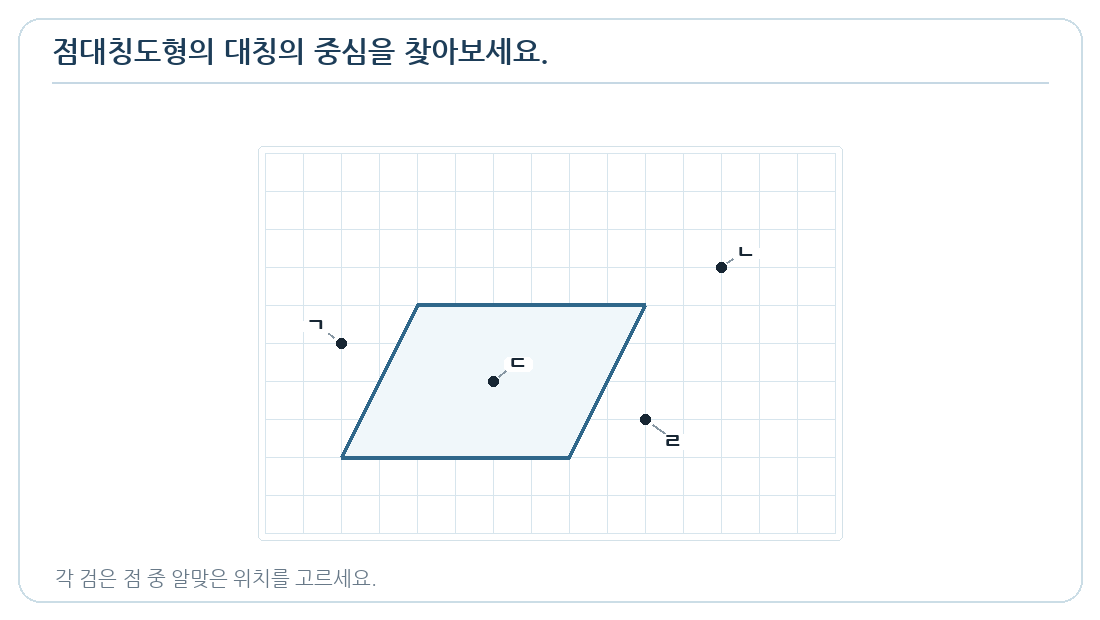 점대칭도형의 대칭의 중심을 찾아보세요.
ㄴ
ㄱ
ㄷ
ㄹ
각 검은 점 중 알맞은 위치를 고르세요.